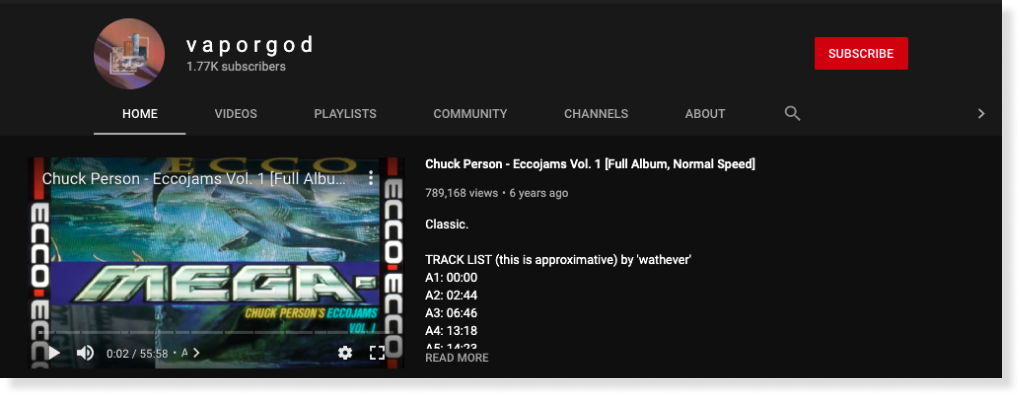 v a p o r g o d
1.77K subscribers
SUBSCRIBE
HOME VIDEOS PLAYLISTS COMMUNITY CHANNELS ABOUT
ECCO
Chuck Person - Eccojams Vol. 1 [Full Albu...
ECCO
ECCO
MEGA-
CHUCK PERSON'S ECCOJAMS
VOL. 1
0:02 / 55:58 • A
Chuck Person - Eccojams Vol. 1 [Full Album, Normal Speed]
789,168 views • 6 years ago
Classic.
TRACK LIST (this is approximative) by 'wathever'
A1: 00:00
A2: 02:44
A3: 06:46
A4: 13:18
A5: 14:23
READ MORE